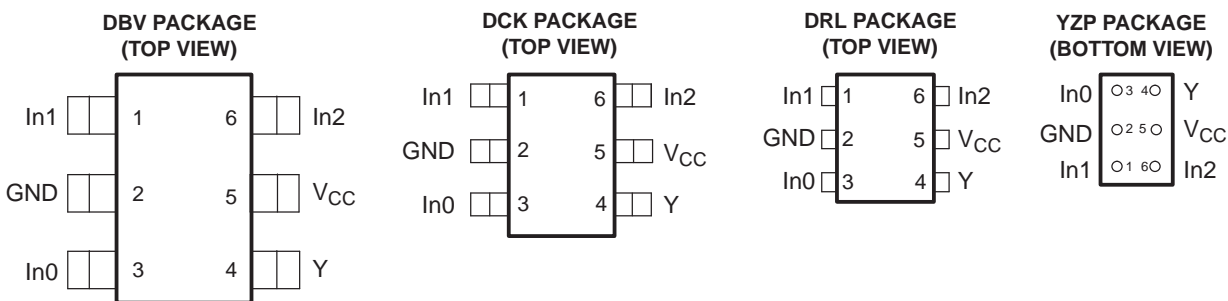 DBV PACKAGE
(TOP VIEW)
In1 1 6 In2
GND 2 5 VCC
In0 3 4 Y
DCK PACKAGE
(TOP VIEW)
In1 1 6 In2
GND 2 5 VCC
In0 3 4 Y
DRL PACKAGE
(TOP VIEW)
In1 1 6 In2
GND 2 5 VCC
In0 3 4 Y
YZP PACKAGE
(BOTTOM VIEW)
In0 3 4 Y
GND 2 5 VCC
In1 1 6 In2